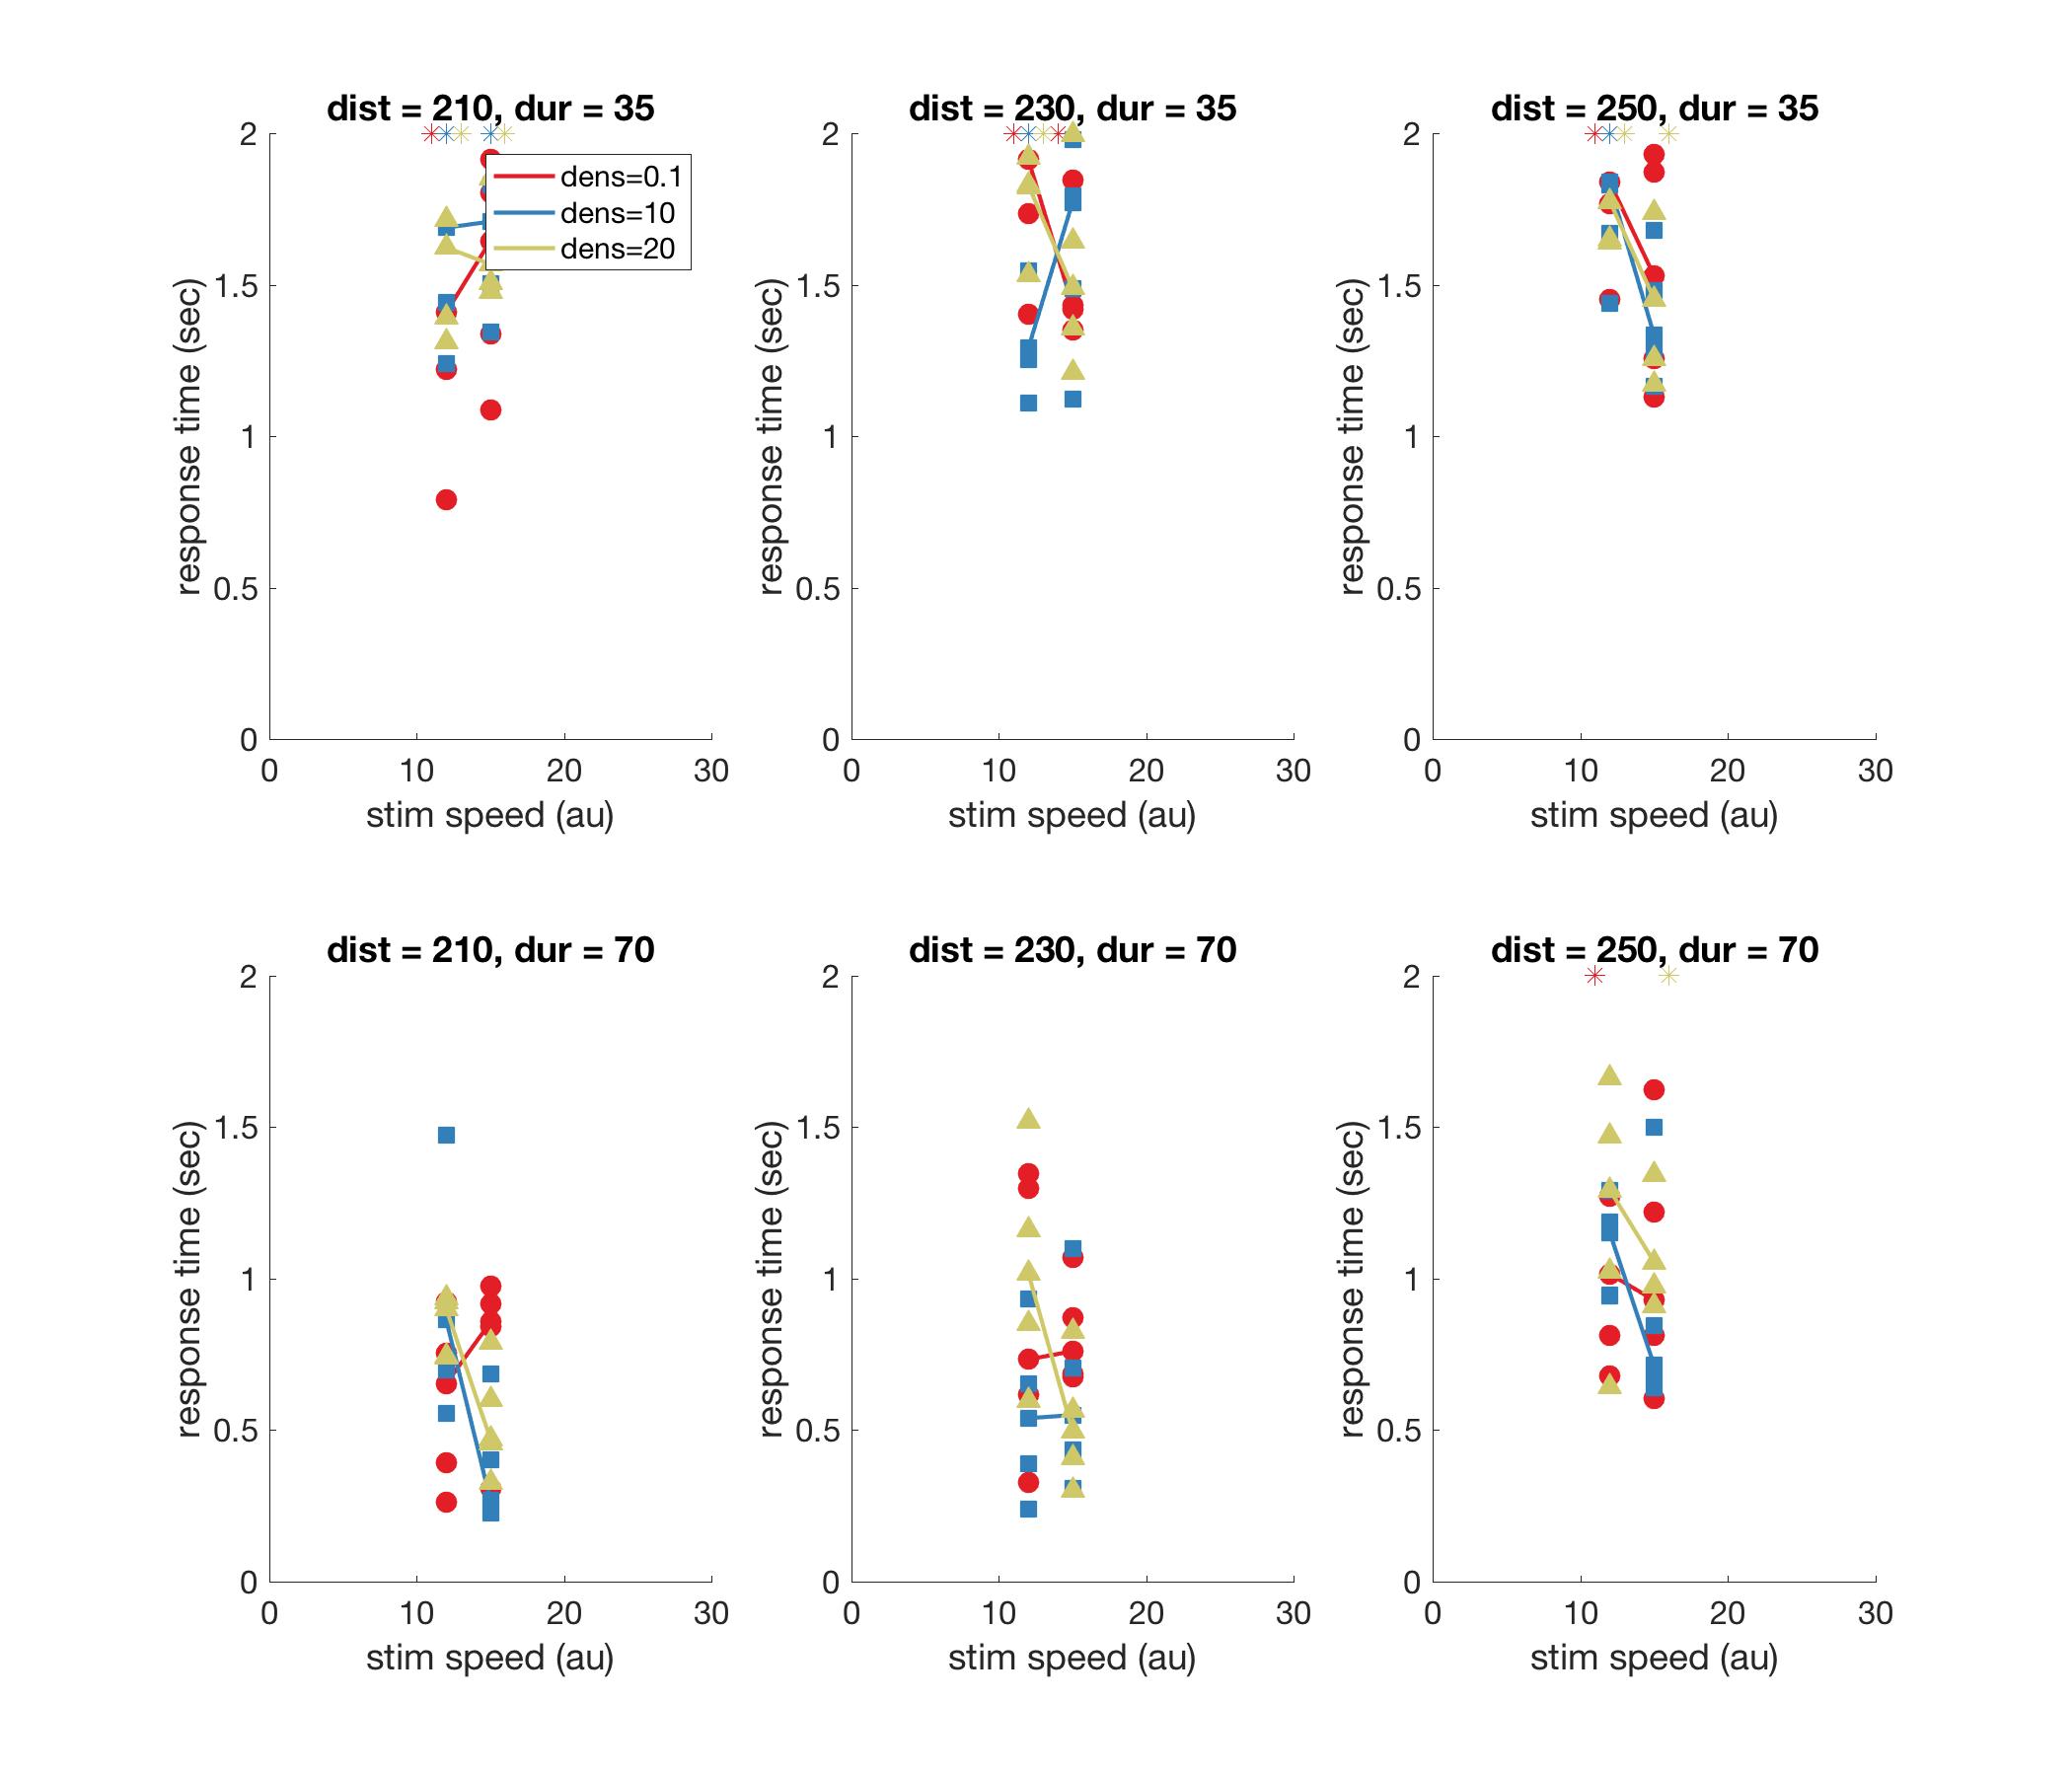 dist = 210, dur = 35
2
1.5
1
0.5
0
0 10 20 30
response time (sec)
stim speed (au)
dens=0.1
dens=10
dens=20
dist = 230, dur = 35
2
1.5
1
0.5
0
0 10 20 30
response time (sec)
stim speed (au)
dist = 250, dur = 35
2
1.5
1
0.5
0
0 10 20 30
response time (sec)
stim speed (au)
dist = 210, dur = 70
2
1.5
1
0.5
0
0 10 20 30
response time (sec)
stim speed (au)
dist = 230, dur = 70
2
1.5
1
0.5
0
0 10 20 30
response time (sec)
stim speed (au)
dist = 250, dur = 70
2
1.5
1
0.5
0
0 10 20 30
response time (sec)
stim speed (au)